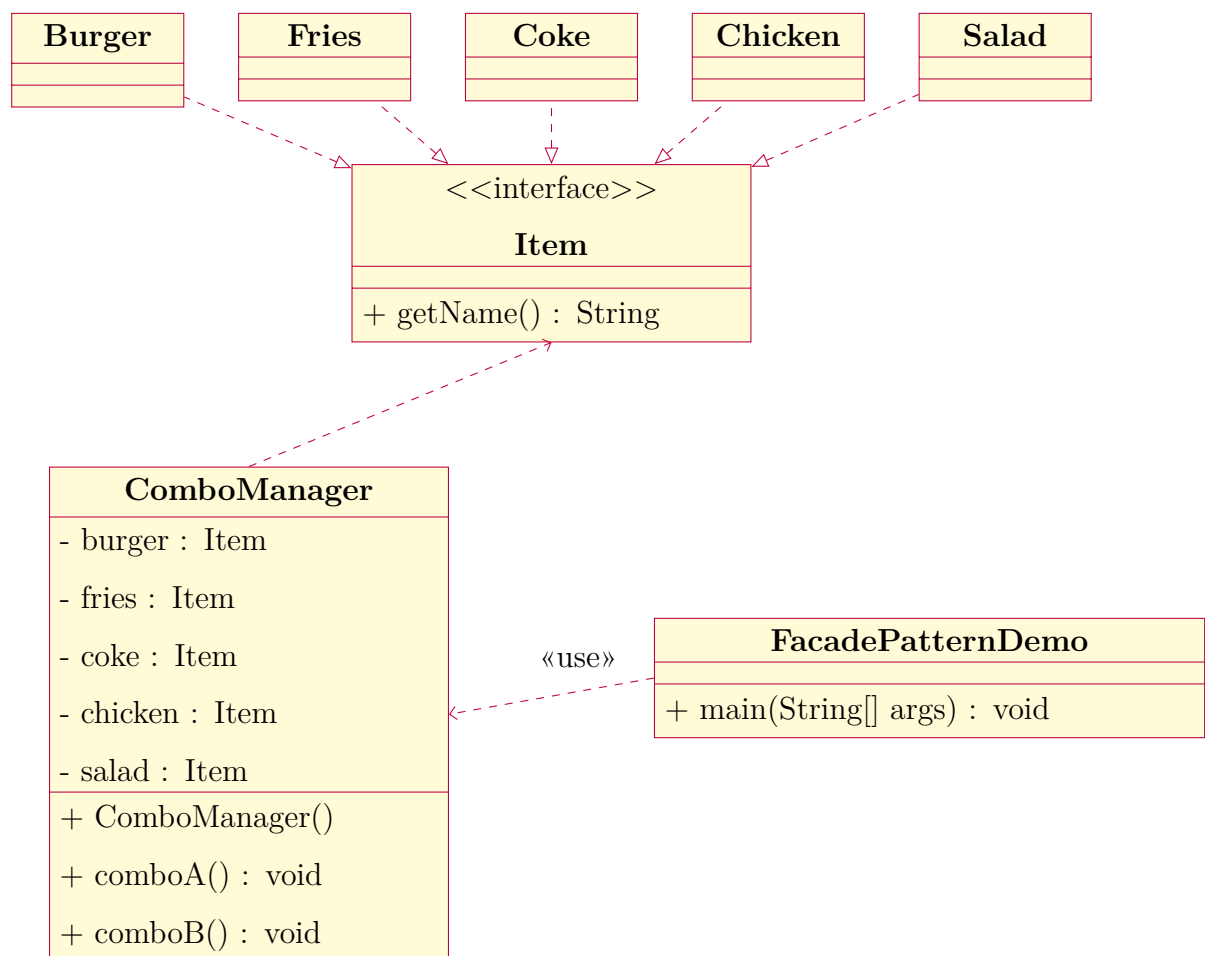 Burger
Fries
Coke
Chicken
Salad
<<interface>>
Item
+ getName() : String
ComboManager
- burger : Item
- fries : Item
- coke : Item
- chicken : Item
- salad : Item
+ ComboManager()
+ comboA() : void
+ comboB() : void
«use»
FacadePatternDemo
+ main(String[] args) : void